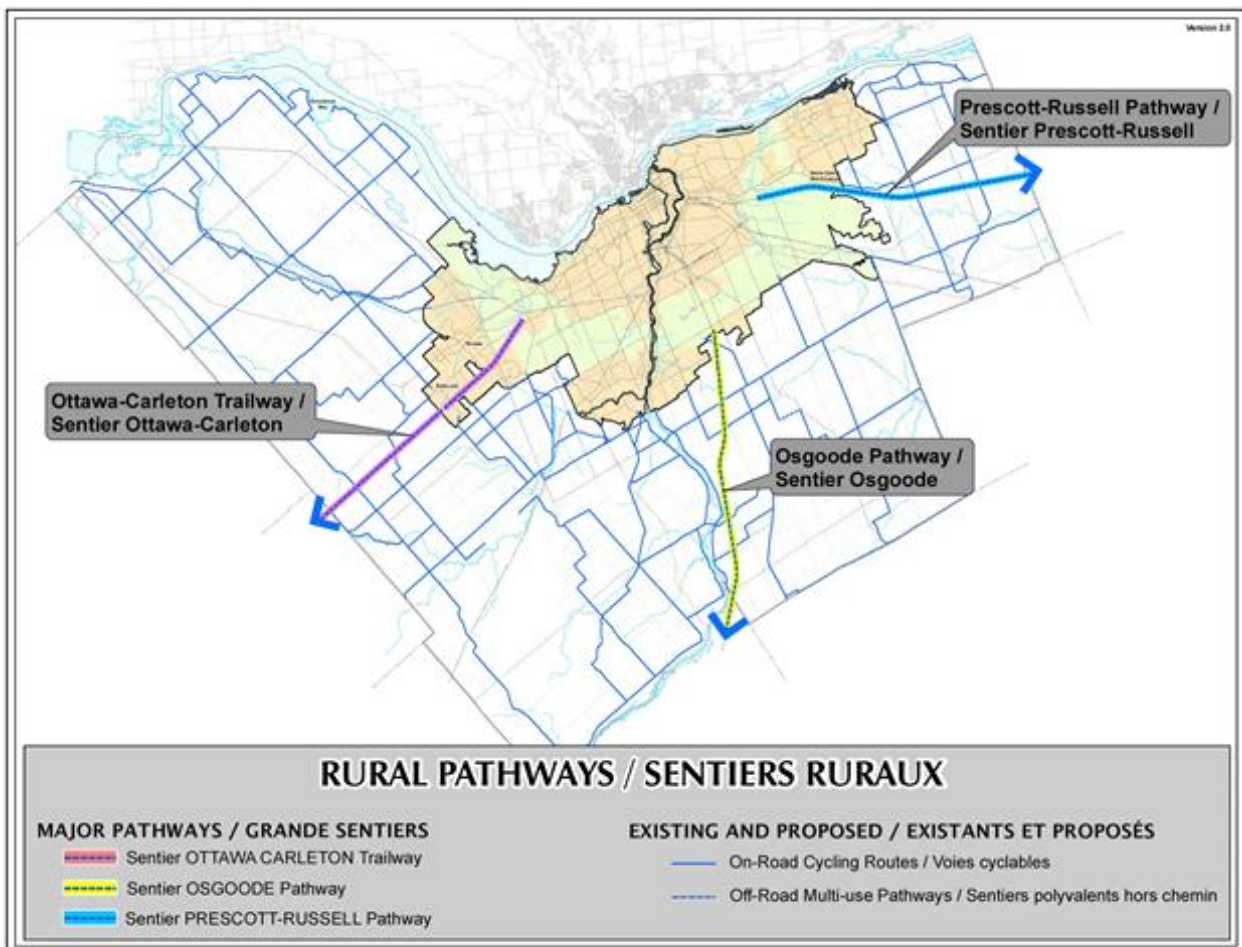 Version 2.0
Prescott-Russell Pathway /
Sentier Prescott-Russell
Ottawa-Carleton Trailway /
Sentier Ottawa-Carleton
Osgoode Pathway /
Sentier Osgoode
RURAL PATHWAYS / SENTIERS RURAUX
MAJOR PATHWAYS / GRANDE SENTIERS
Sentier OTTAWA CARLETON Trailway
Sentier OSGOODE Pathway
Sentier PRESCOTT-RUSSELL Pathway
EXISTING AND PROPOSED / EXISTANTS ET PROPOSÉS
On-Road Cycling Routes / Voies cyclables
Off-Road Multi-use Pathways / Sentiers polyvalents hors chemin